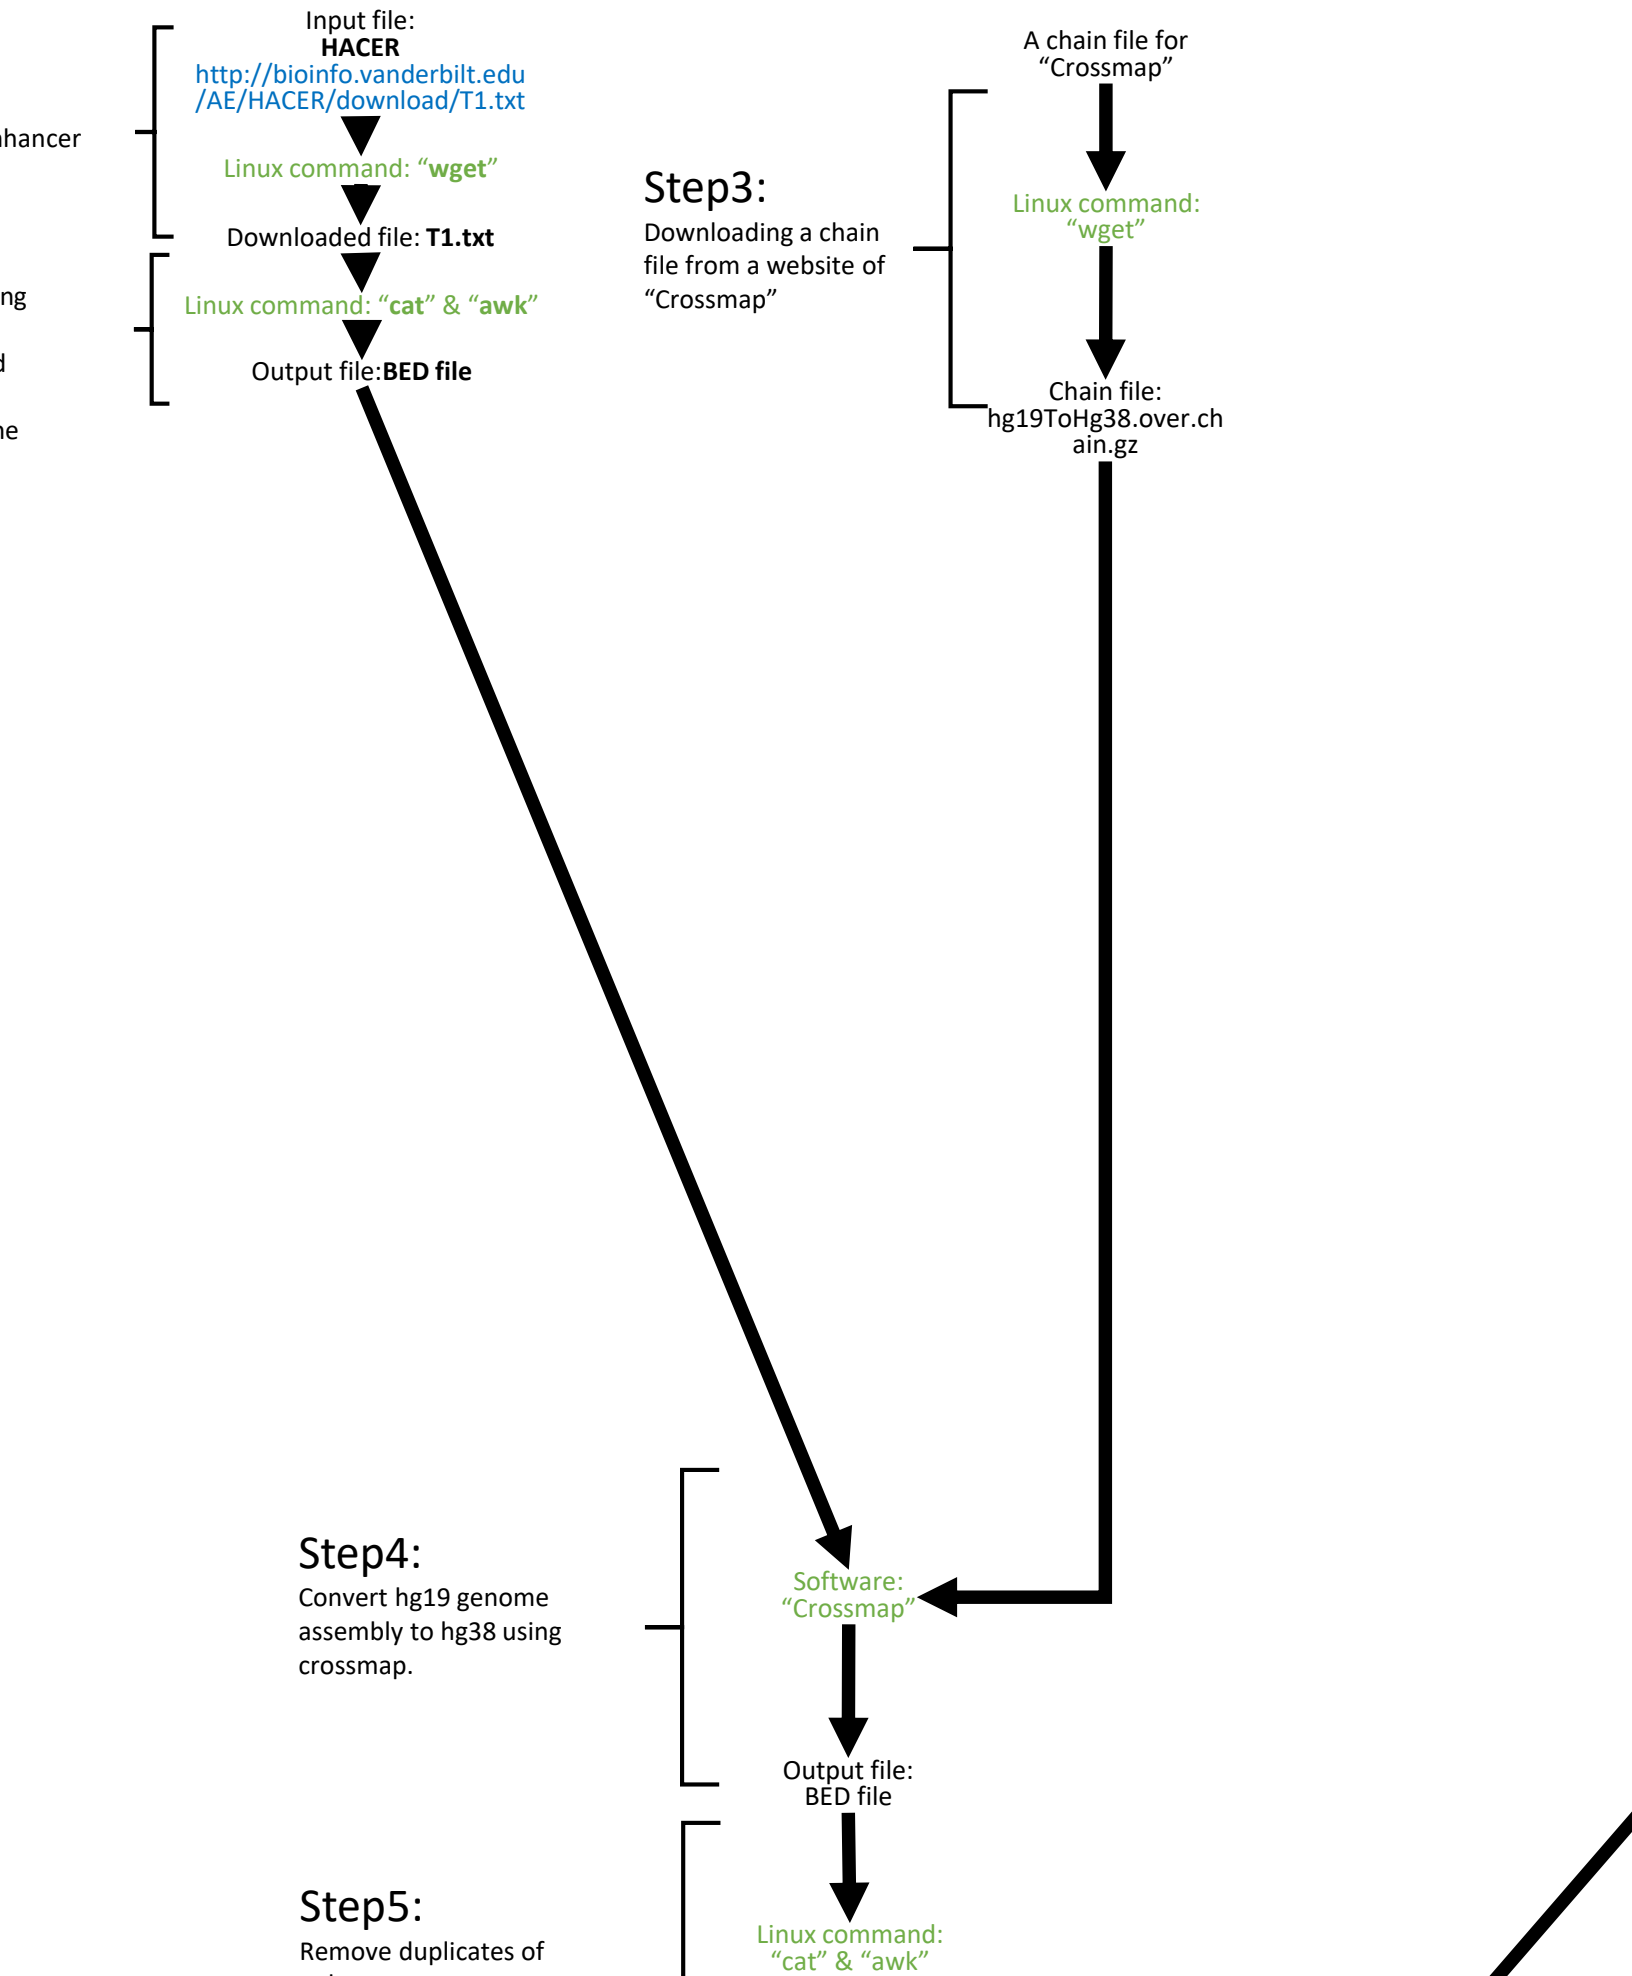 Input file:
HACER
http://bioinfo.vanderbilt.edu
/AE/HACER/download/T1.txt
Linux command: “wget”
Downloaded file: T1.txt
Linux command: “cat” & “awk”
Output file:BED file
Step3:
Downloading a chain
file from a website of
“Crossmap”
A chain file for
“Crossmap”
Linux command:
“wget”
Chain file:
hg19ToHg38.over.ch
ain.gz
Step4:
Convert hg19 genome
assembly to hg38 using
crossmap.
Software:
“Crossmap”
Output file:
BED file
Step5:
Remove duplicates of
Linux command:
“cat” & “awk”